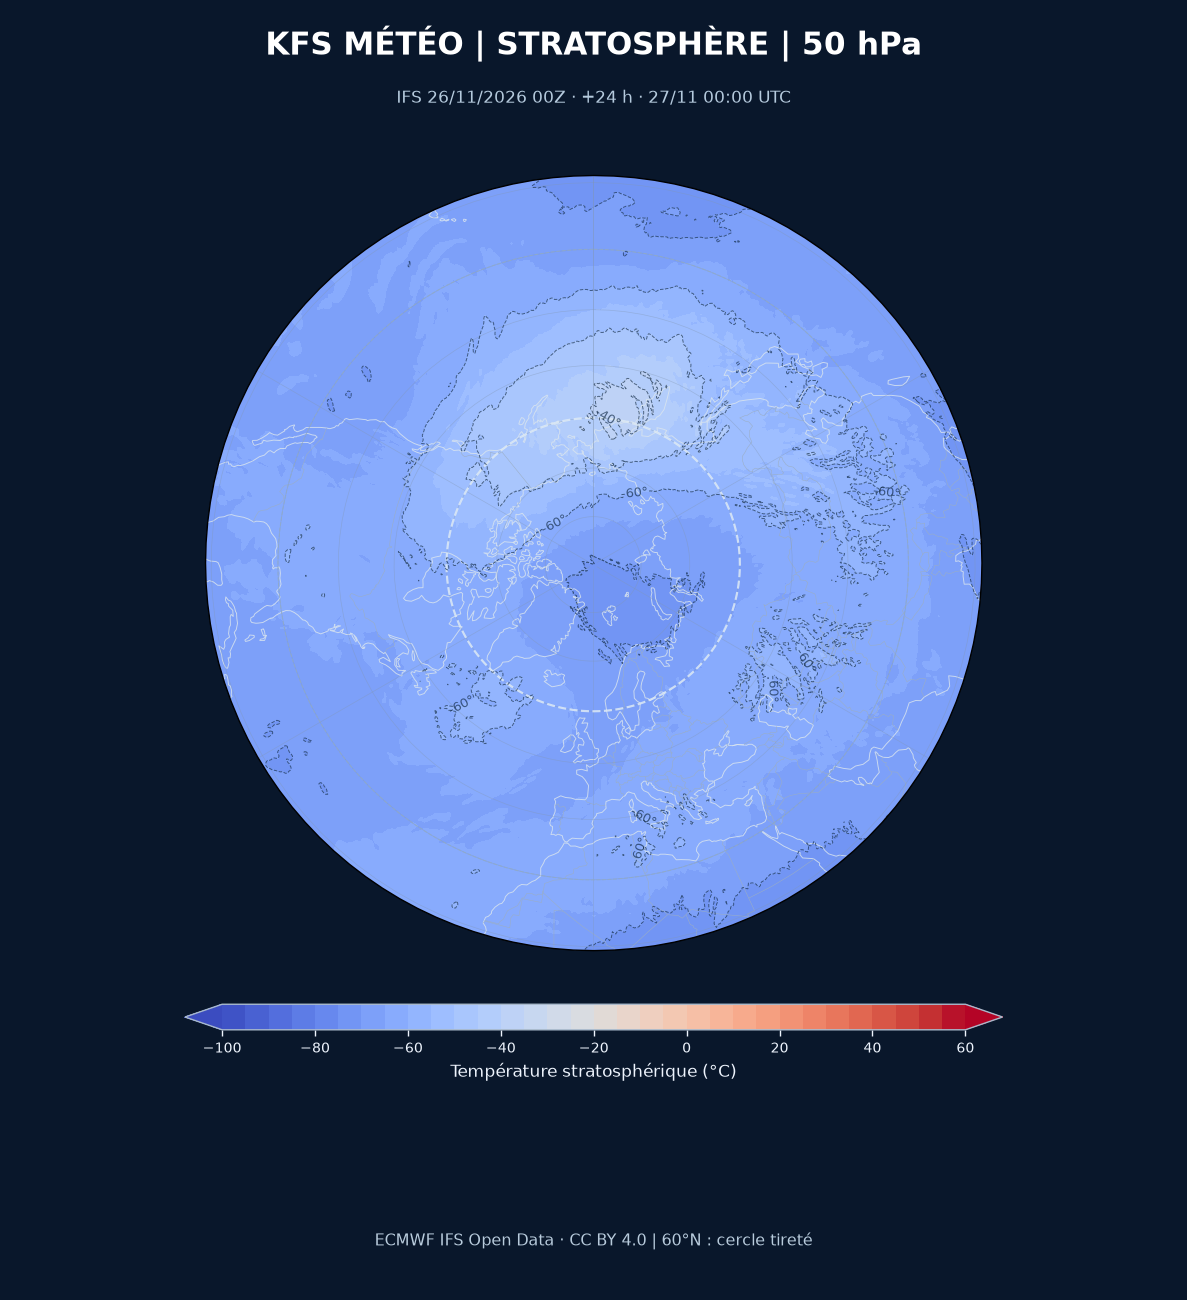 KFS MÉTÉO | STRATOSPHÈRE | 50 hPa
IFS 26/11/2026 00Z · +24 h · 27/11 00:00 UTC
-40°
-60°
-60°
-60°
60°
60°
-60°
60°
-60°
−100 −80 −60 −40 −20 0 20 40 60
Température stratosphérique (°C)
ECMWF IFS Open Data · CC BY 4.0 | 60°N : cercle tireté